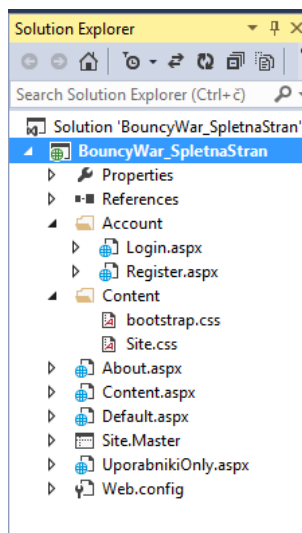 Solution Explorer
Search Solution Explorer (Ctrl+č)
Solution 'BouncyWar_SpletnaStran'
BouncyWar_SpletnaStran
Properties
References
Account
Login.aspx
Register.aspx
Content
bootstrap.css
Site.css
About.aspx
Content.aspx
Default.aspx
Site.Master
UporabnikiOnly.aspx
Web.config